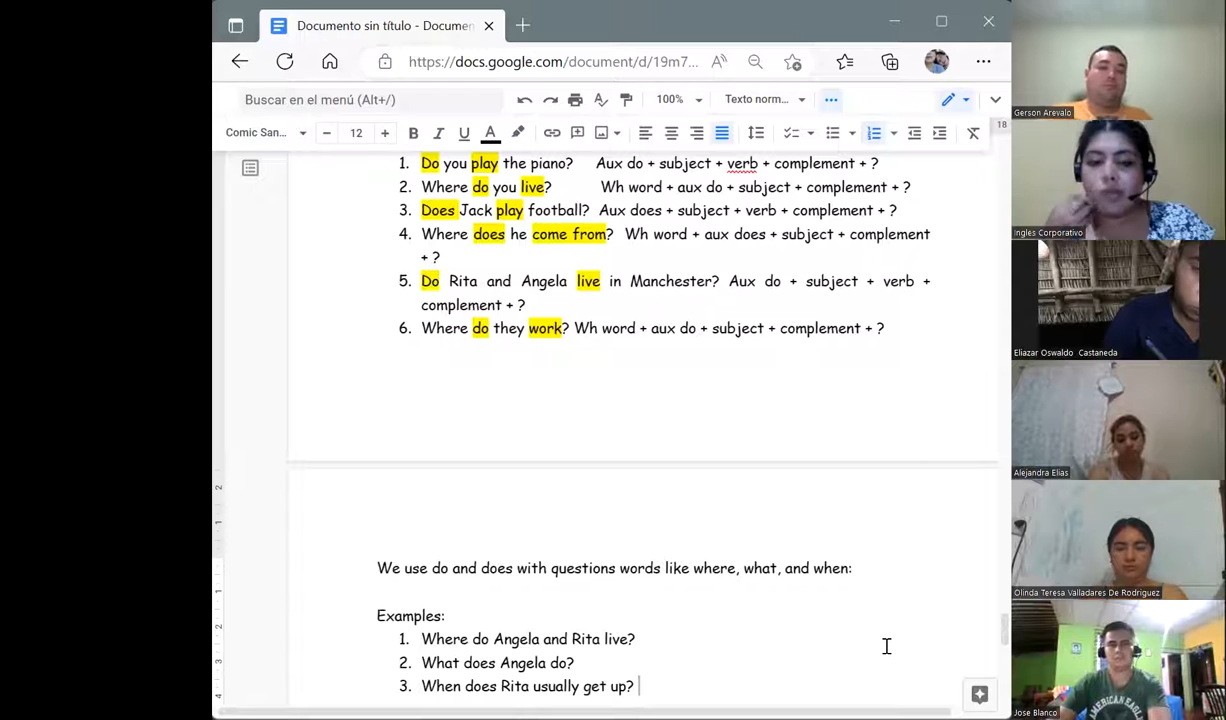 Documento sin título - Documen
https://docs.google.com/document/d/19m7...
Buscar en el menú (Alt+/)
100%
Texto norm...
Comic San...
12
18
1. Do you play the piano? Aux do + subject + verb + complement + ?
2. Where do you live? Wh word + aux do + subject + complement + ?
3. Does Jack play football? Aux does + subject + verb + complement + ?
4. Where does he come from? Wh word + aux does + subject + complement
+ ?
5. Do Rita and Angela live in Manchester? Aux do + subject + verb +
complement + ?
6. Where do they work? Wh word + aux do + subject + complement + ?
We use do and does with questions words like where, what, and when:
Examples:
1. Where do Angela and Rita live?
2. What does Angela do?
3. When does Rita usually get up?
Gerson Arevalo
Ingles Corporativo
Eliazar Oswaldo Castaneda
Alejandra Elias
Olinda Teresa Valladares De Rodriguez
Jose Blanco
AMERICAN EAGLE